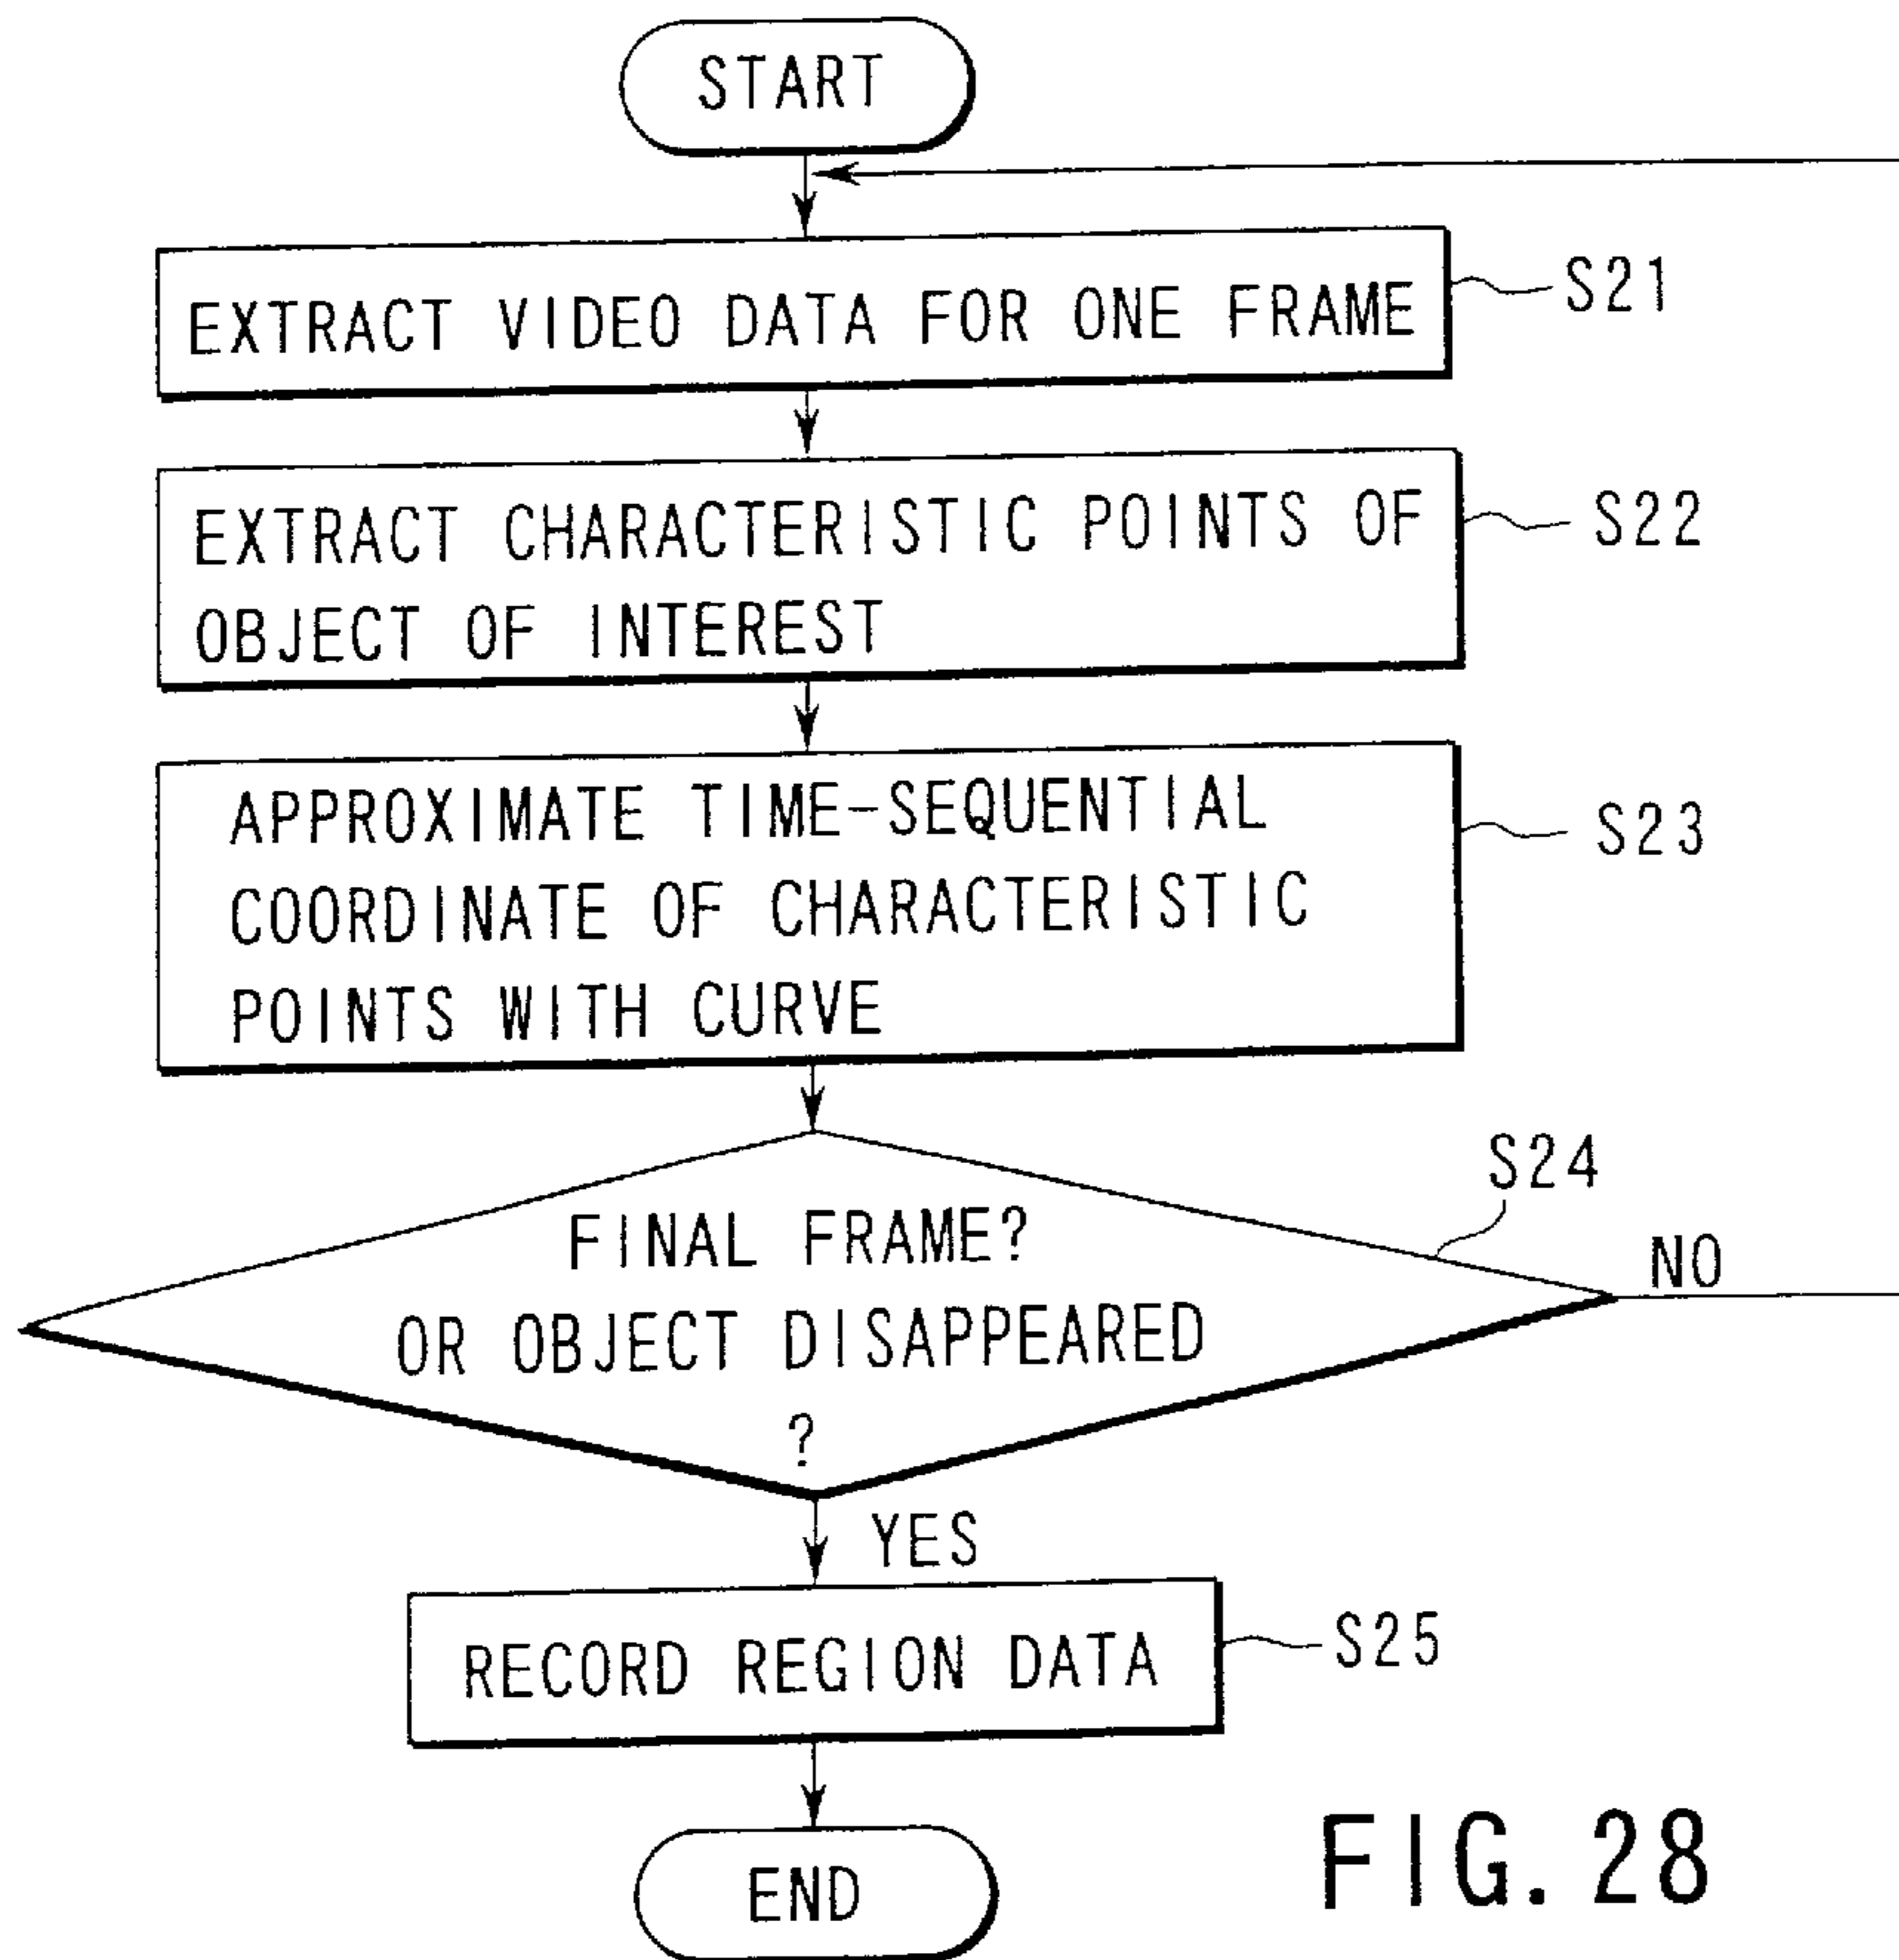 START
EXTRACT VIDEO DATA FOR ONE FRAME
S21
EXTRACT CHARACTERISTIC POINTS OF
OBJECT OF INTEREST
S22
APPROXIMATE TIME-SEQUENTIAL
COORDINATE OF CHARACTERISTIC
POINTS WITH CURVE
S23
S24
FINAL FRAME?
OR OBJECT DISAPPEARED
?
NO
YES
RECORD REGION DATA
S25
END
FIG. 28